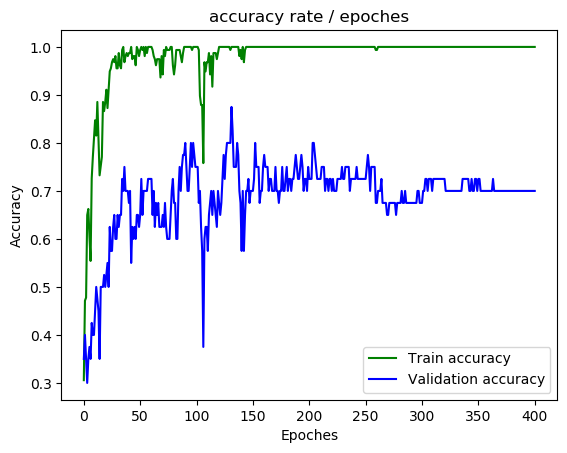 accuracy rate / epoches
1.0
0.9
0.8
0.7
0.6
0.5
0.4
0.3
Accuracy
Train accuracy
Validation accuracy
0 50 100 150 200 250 300 350 400
Epoches